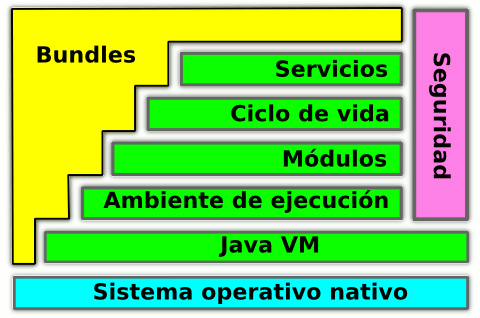 Bundles
Servicios
Ciclo de vida
Módulos
Ambiente de ejecución
Java VM
Sistema operativo nativo
Seguridad